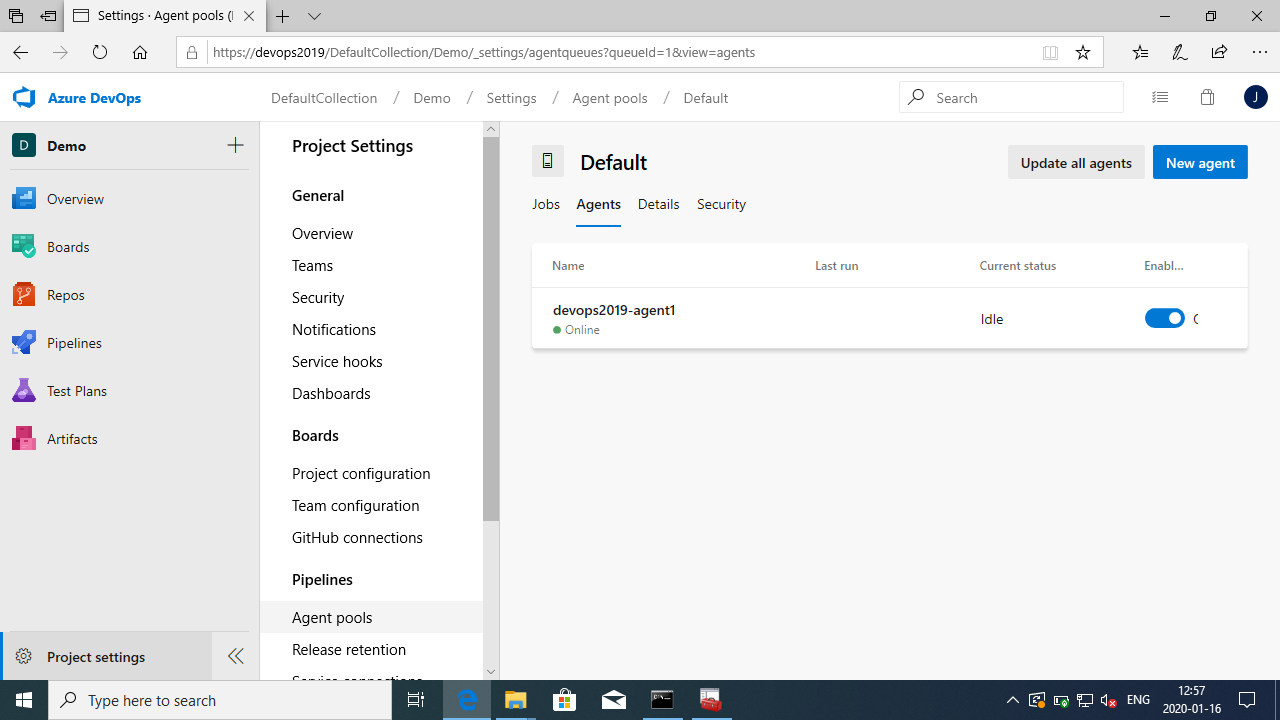 Settings · Agent pools (
https://devops2019/DefaultCollection/Demo/_settings/agentqueues?queueId=1&view=agents
Azure DevOps
DefaultCollection / Demo / Settings / Agent pools / Default
Search
J
D Demo
Overview
Boards
Repos
Pipelines
Test Plans
Artifacts
Project settings
Project Settings
General
Overview
Teams
Security
Notifications
Service hooks
Dashboards
Boards
Project configuration
Team configuration
GitHub connections
Pipelines
Agent pools
Release retention
Service connections
Default
Update all agents
New agent
Jobs Agents Details Security
Name Last run Current status Enabl...
devops2019-agent1
Online
Idle
Type here to search
ENG
12:57
2020-01-16